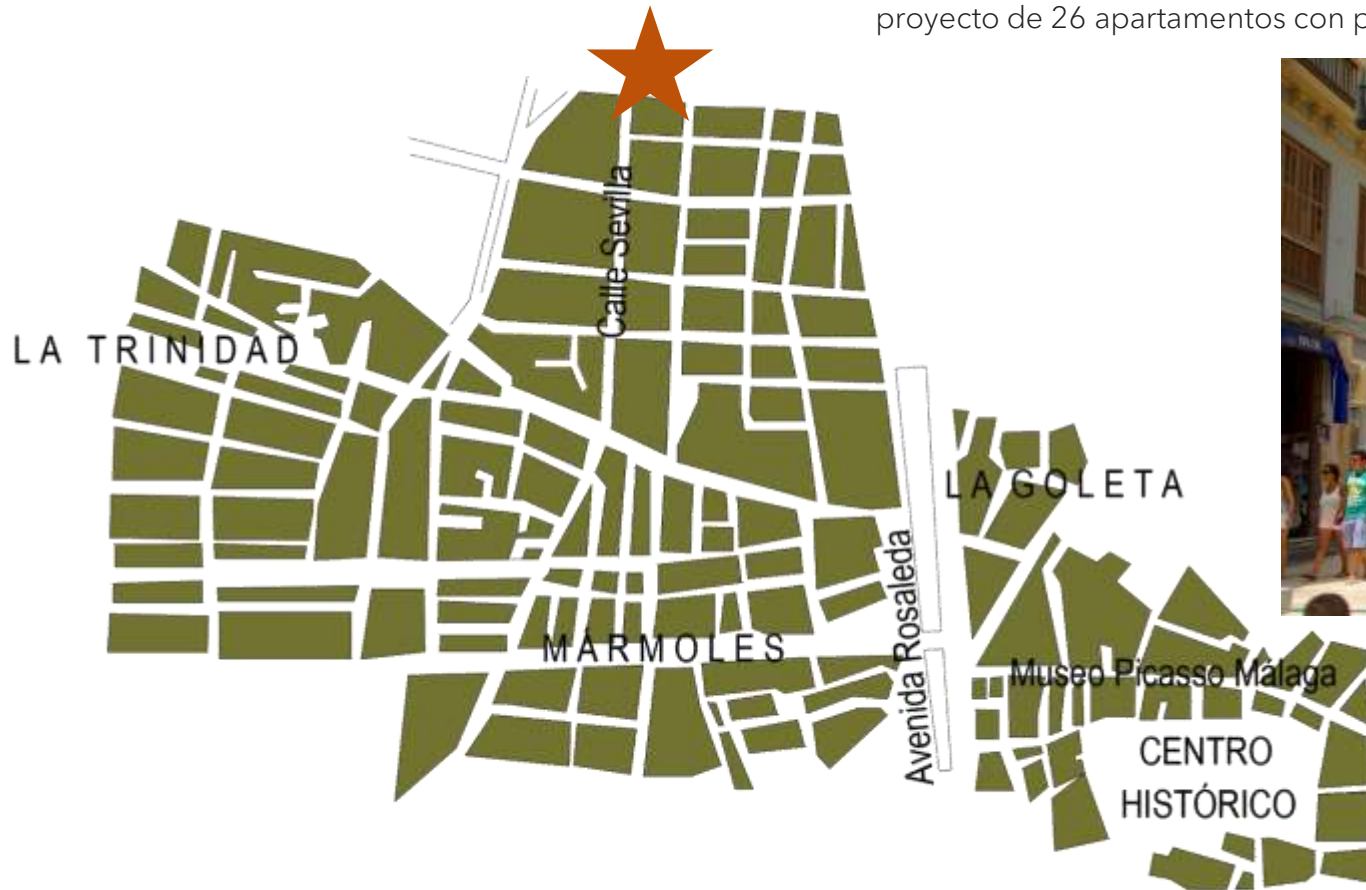 proyecto de 26 apartamentos con p
Calle Sevilla
LA TRINIDAD
LA GOLETA
Avenida Rosaleda
MÁRMOLES
Museo Picasso Málaga
CENTRO
HISTÓRICO